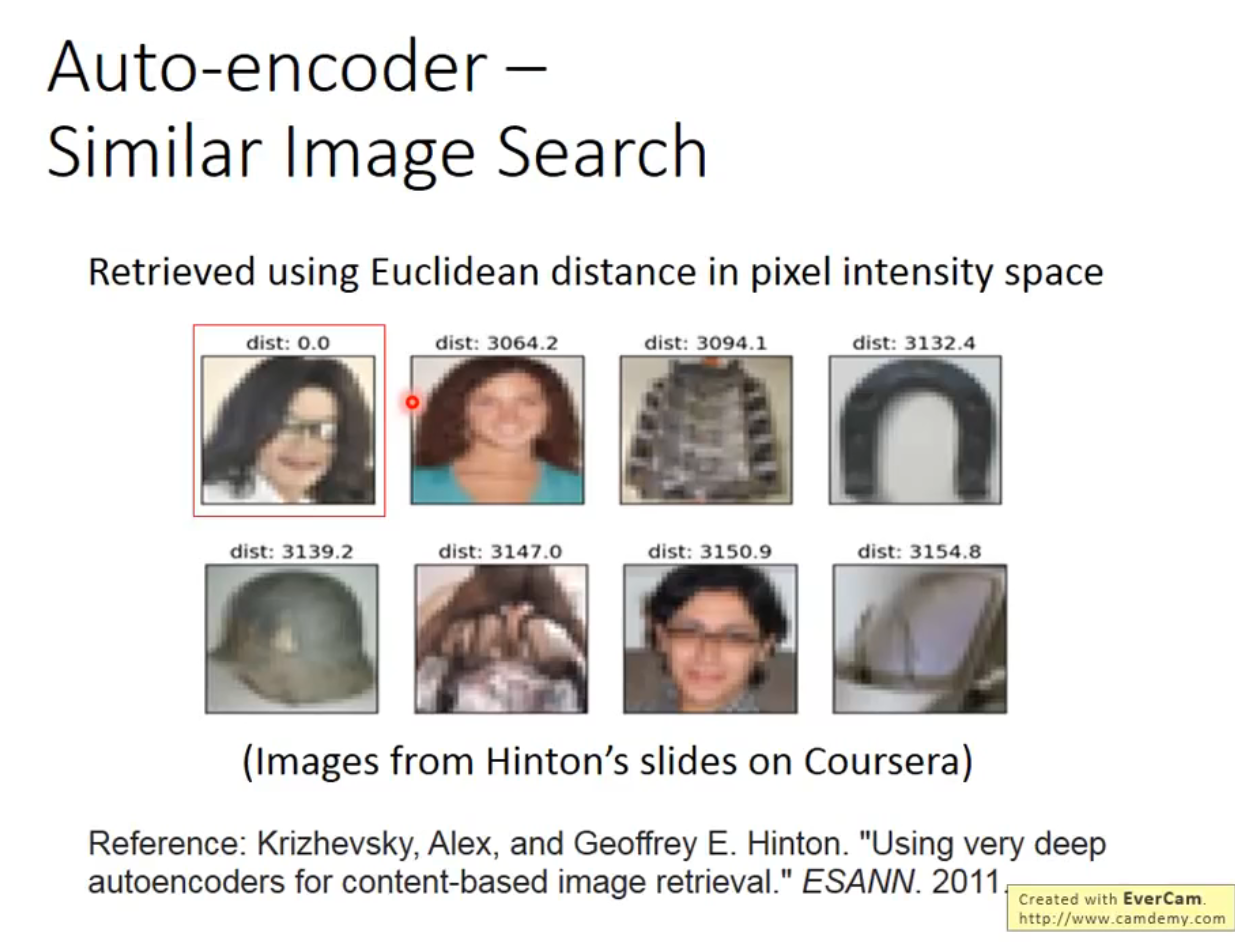 Auto-encoder –
Similar Image Search
Retrieved using Euclidean distance in pixel intensity space
dist: 0.0
dist: 3064.2
dist: 3094.1
dist: 3132.4
dist: 3139.2
dist: 3147.0
dist: 3150.9
dist: 3154.8
(Images from Hinton’s slides on Coursera)
Reference: Krizhevsky, Alex, and Geoffrey E. Hinton. "Using very deep
autoencoders for content-based image retrieval." ESANN. 2011.
Created with EverCam.
http://www.camdemy.com